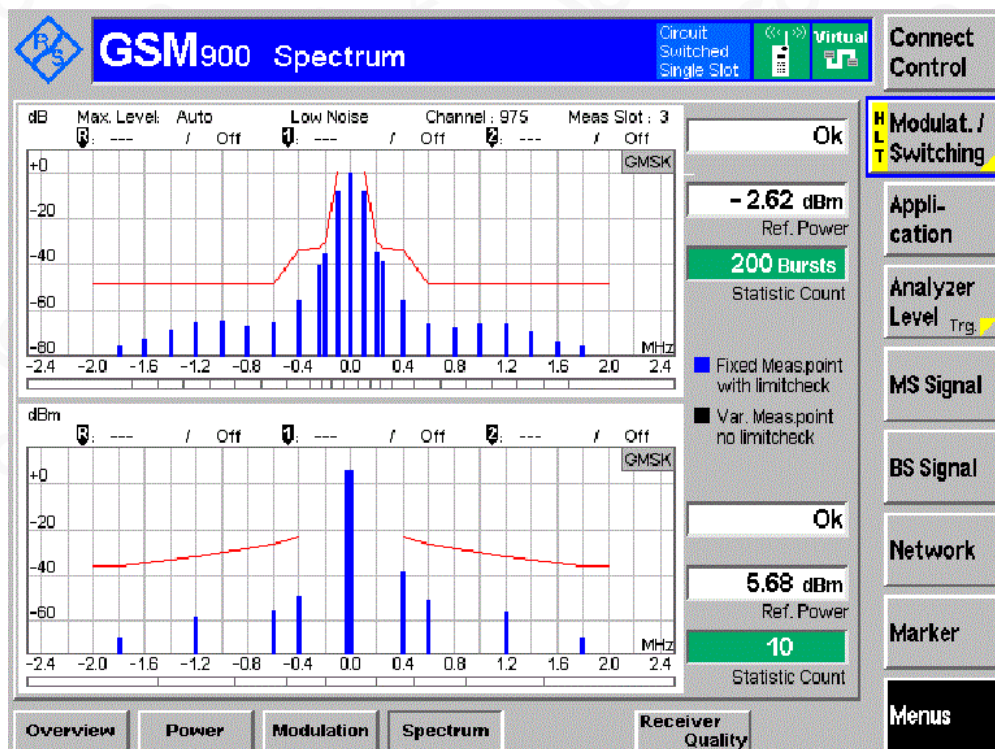 R/S
GSM900 Spectrum
Circuit
Switched
Single Slot
Virtual
Connect
Control
HLT
Modulat. /
Switching
Appli-
cation
Analyzer
Level Trg.
MS Signal
BS Signal
Network
Marker
Menus
dB Max. Level: Auto Low Noise Channel : 975 Meas Slot : 3
R: --- / Off 1: --- / Off 2: --- / Off
GMSK
+0
-20
-40
-60
-80
MHz
-2.4 -2.0 -1.6 -1.2 -0.8 -0.4 0.0 0.4 0.8 1.2 1.6 2.0 2.4
Ok
- 2.62 dBm
Ref. Power
200 Bursts
Statistic Count
Fixed Meas.point
with limitcheck
Var. Meas.point
no limitcheck
dBm
R: --- / Off 1: --- / Off 2: --- / Off
GMSK
+0
-20
-40
-60
MHz
-2.4 -2.0 -1.6 -1.2 -0.8 -0.4 0.0 0.4 0.8 1.2 1.6 2.0 2.4
Ok
5.68 dBm
Ref. Power
10
Statistic Count
Overview Power Modulation Spectrum Receiver
Quality